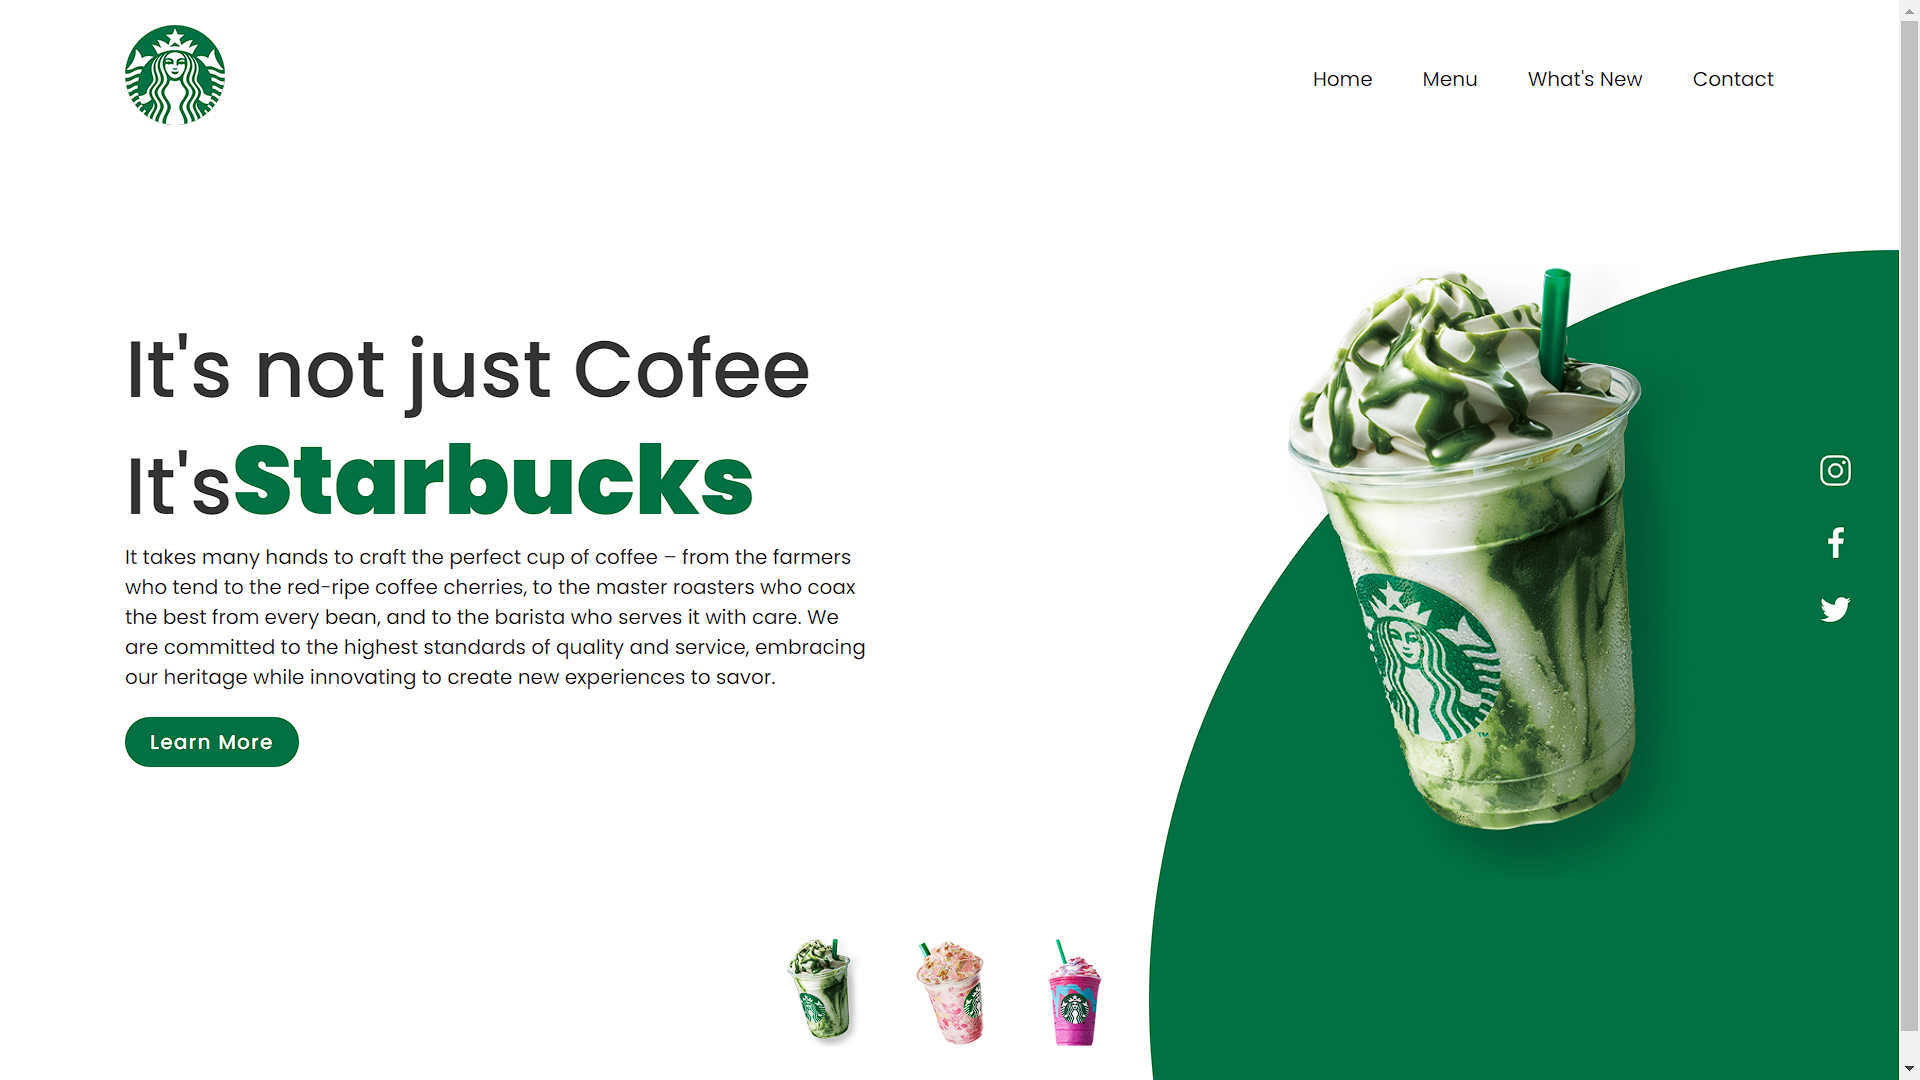 Home Menu What's New Contact
It's not just Cofee
It'sStarbucks
It takes many hands to craft the perfect cup of coffee – from the farmers
who tend to the red-ripe coffee cherries, to the master roasters who coax
the best from every bean, and to the barista who serves it with care. We
are committed to the highest standards of quality and service, embracing
our heritage while innovating to create new experiences to savor.
Learn More
TM